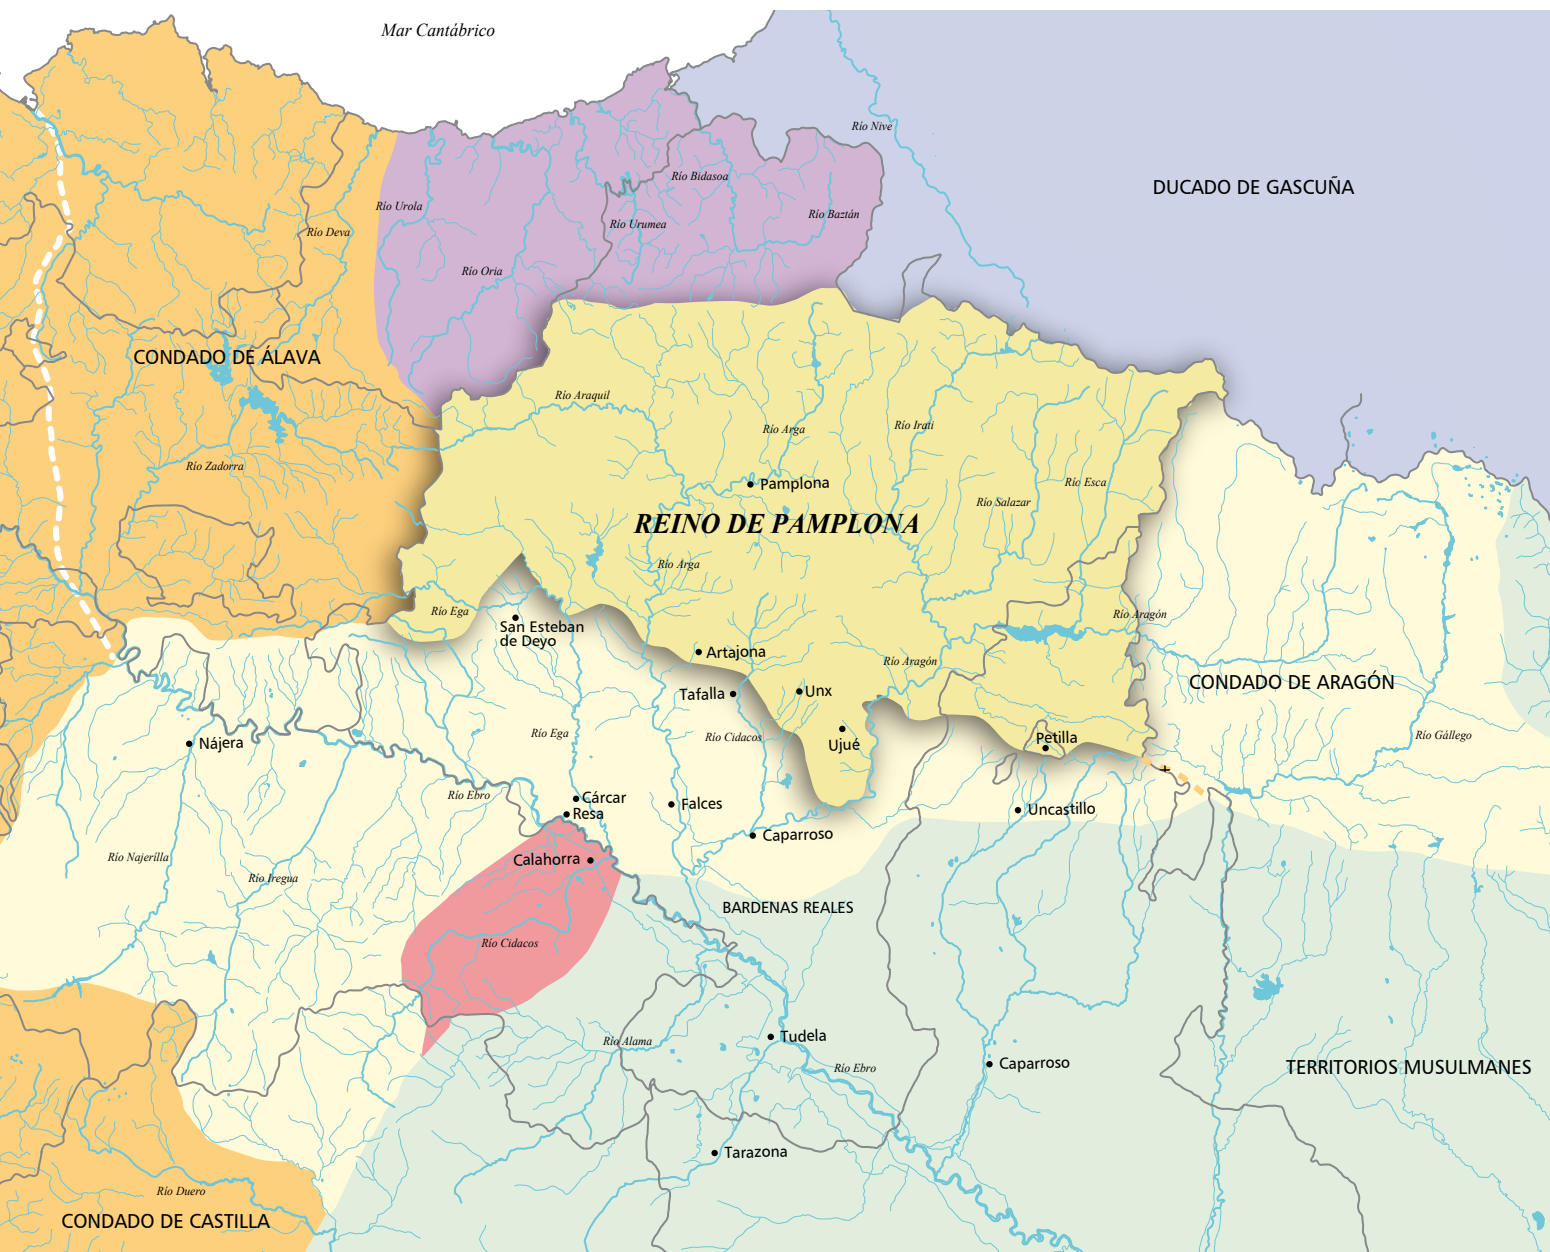 Mar Cantábrico
Río Nive
DUCADO DE GASCUÑA
Río Bidasoa
Río Urola
Río Baztán
Río Urumea
Río Deva
Río Oria
CONDADO DE ÁLAVA
Río Araquil
Río Arga
Río Irati
Río Zadorra
Pamplona
Río Esca
Río Salazar
REINO DE PAMPLONA
Río Arga
Río Ega
San Esteban
de Deyo
Río Aragón
Artajona
Río Aragón
CONDADO DE ARAGÓN
Tafalla
Unx
Río Ega
Río Cidacos
Ujué
Petilla
Río Gállego
Nájera
Río Ebro
Cárcar
Resa
Falces
Uncastillo
Caparroso
Calahorra
Río Najerilla
Río Iregua
BARDENAS REALES
Río Cidacos
Tudela
Río Alama
Río Ebro
Caparroso
TERRITORIOS MUSULMANES
Tarazona
Río Duero
CONDADO DE CASTILLA